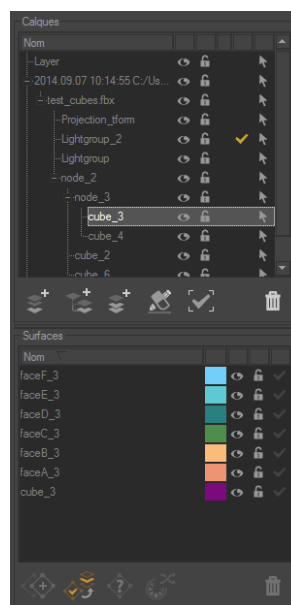 Calques
Nom
Layer
2014.09.07 10:14:55 C:/Us...
test_cubes.fbx
Projection_tform
Lightgroup_2
Lightgroup
node_2
node_3
cube_3
cube_4
cube_2
cube_6
Surfaces
Nom
faceF_3
faceE_3
faceD_3
faceC_3
faceB_3
faceA_3
cube_3